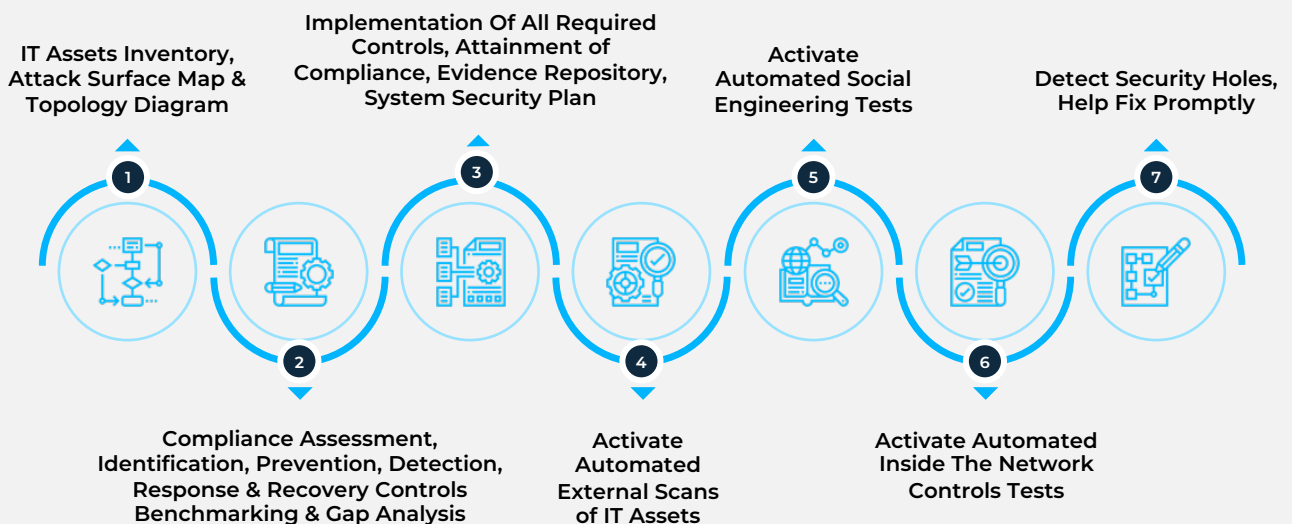 IT Assets Inventory,
Attack Surface Map &
Topology Diagram
1
Compliance Assessment,
Identification, Prevention, Detection,
Response & Recovery Controls
Benchmarking & Gap Analysis
2
Implementation Of All Required
Controls, Attainment of
Compliance, Evidence Repository,
System Security Plan
3
Activate
Automated
External Scans
of IT Assets
4
Activate
Automated Social
Engineering Tests
5
Activate Automated
Inside The Network
Controls Tests
6
Detect Security Holes,
Help Fix Promptly
7